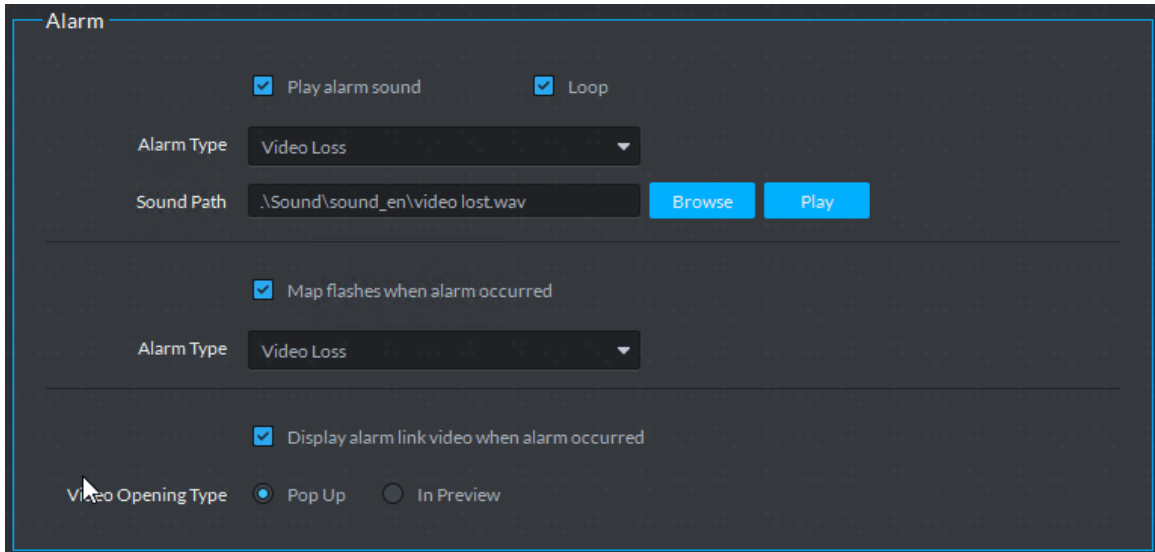 Alarm
Play alarm sound Loop
Alarm Type Video Loss
Sound Path .\Sound\sound_en\video lost.wav Browse Play
Map flashes when alarm occurred
Alarm Type Video Loss
Display alarm link video when alarm occurred
Video Opening Type Pop Up In Preview